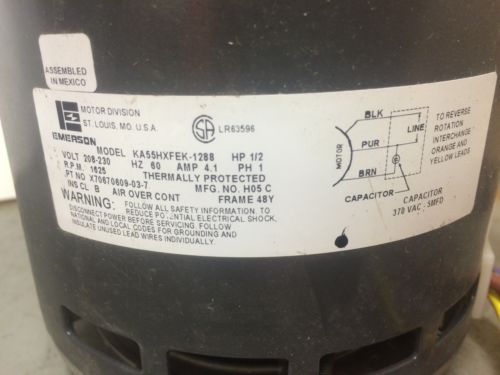 ASSEMBLED
IN MEXICO
MOTOR DIVISION
ST. LOUIS, MO. U.S.A.
EMERSON
SA
LR63596
MODEL KA55HXFEK-1288 HP 1/2
VOLT 208-230 HZ 60 AMP 4.1 PH 1
R.P.M. 1625 THERMALLY PROTECTED
PT NO X70670609-03-7 MFG. NO. H05 C
INS CL B AIR OVER CONT FRAME 48Y
WARNING: FOLLOW ALL SAFETY INFORMATION. TO
REDUCE POTENTIAL ELECTRICAL SHOCK,
DISCONNECT POWER BEFORE SERVICING. FOLLOW
NATIONAL AND LOCAL CODES FOR GROUNDING AND
INSULATE UNUSED LEAD WIRES INDIVIDUALLY.
BLK
LINE
PUR
MOTOR
BRN
CAPACITOR
TO REVERSE
ROTATION
INTERCHANGE
ORANGE AND
YELLOW LEADS
CAPACITOR
370 VAC - 5MFD